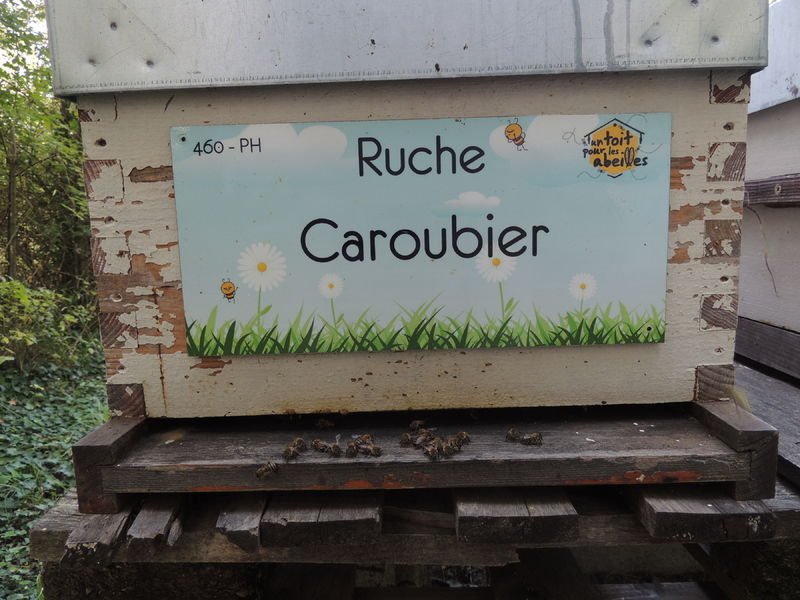 460 - PH
Ruche
Caroubier
un toit
pour les
abeilles